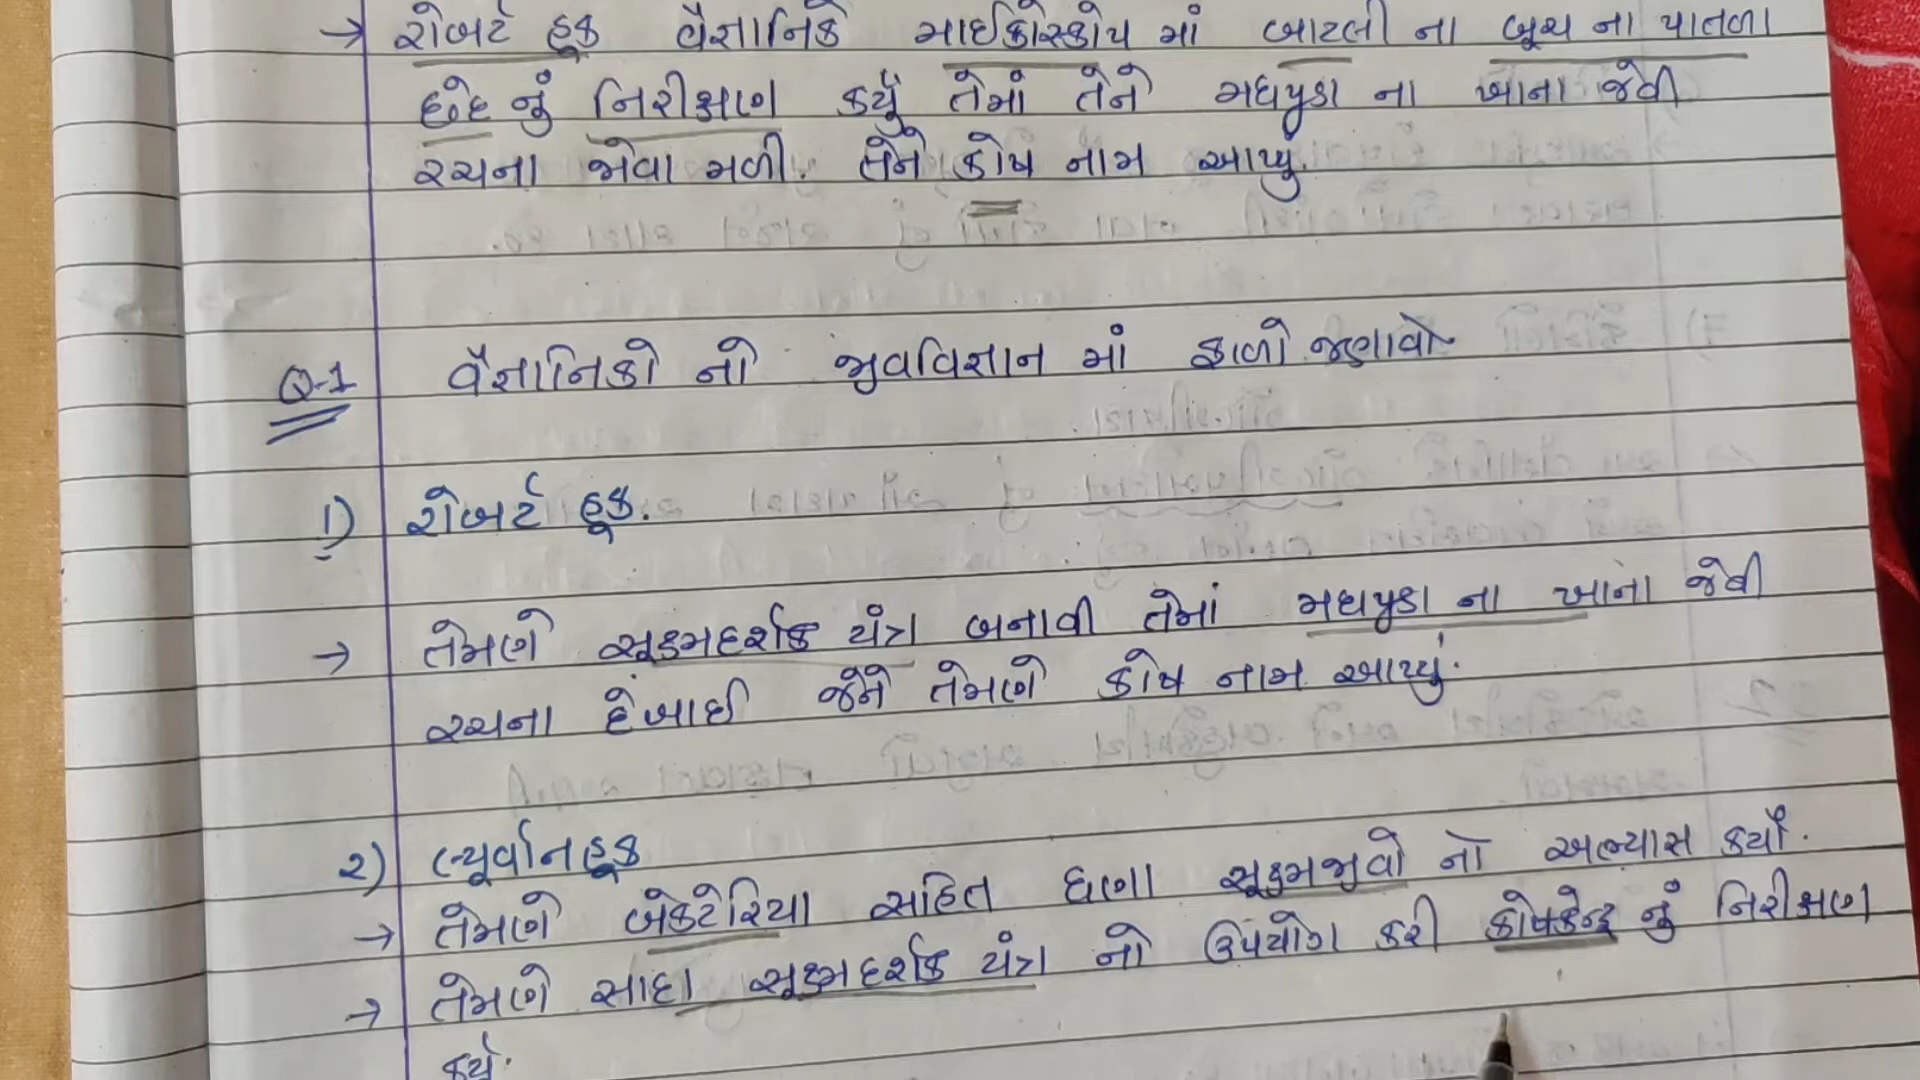 → રોબર્ટ હૂક વૈજ્ઞાનિકે માઈક્રોસ્કોપ માં બાટલી ના બૂચ ના પાતળા
છેદ નું નિરીક્ષણ કર્યું તેમાં તેને મધપુડા ના ખાના જેવી
રચના જોવા મળી. તેને કોષ નામ આપ્યું.
Q-1 વૈજ્ઞાનિકો નો જીવવિજ્ઞાન માં ફાળો જણાવો
1) રોબર્ટ હૂક.
→ તેમણે સૂક્ષ્મદર્શક યંત્ર બનાવી તેમાં મધપુડા ના ખાના જેવી
રચના દેખાઈ જેને તેમણે કોષ નામ આપ્યું.
2) લ્યૂર્વાનહૂક
→ તેમણે બેક્ટેરિયા સહિત ઘણા સૂક્ષ્મજીવો નો અભ્યાસ કર્યો.
→ તેમણે સાદા સૂક્ષ્મદર્શક યંત્ર નો ઉપયોગ કરી કોષકેન્દ્ર નું નિરીક્ષણ
કર્યું.